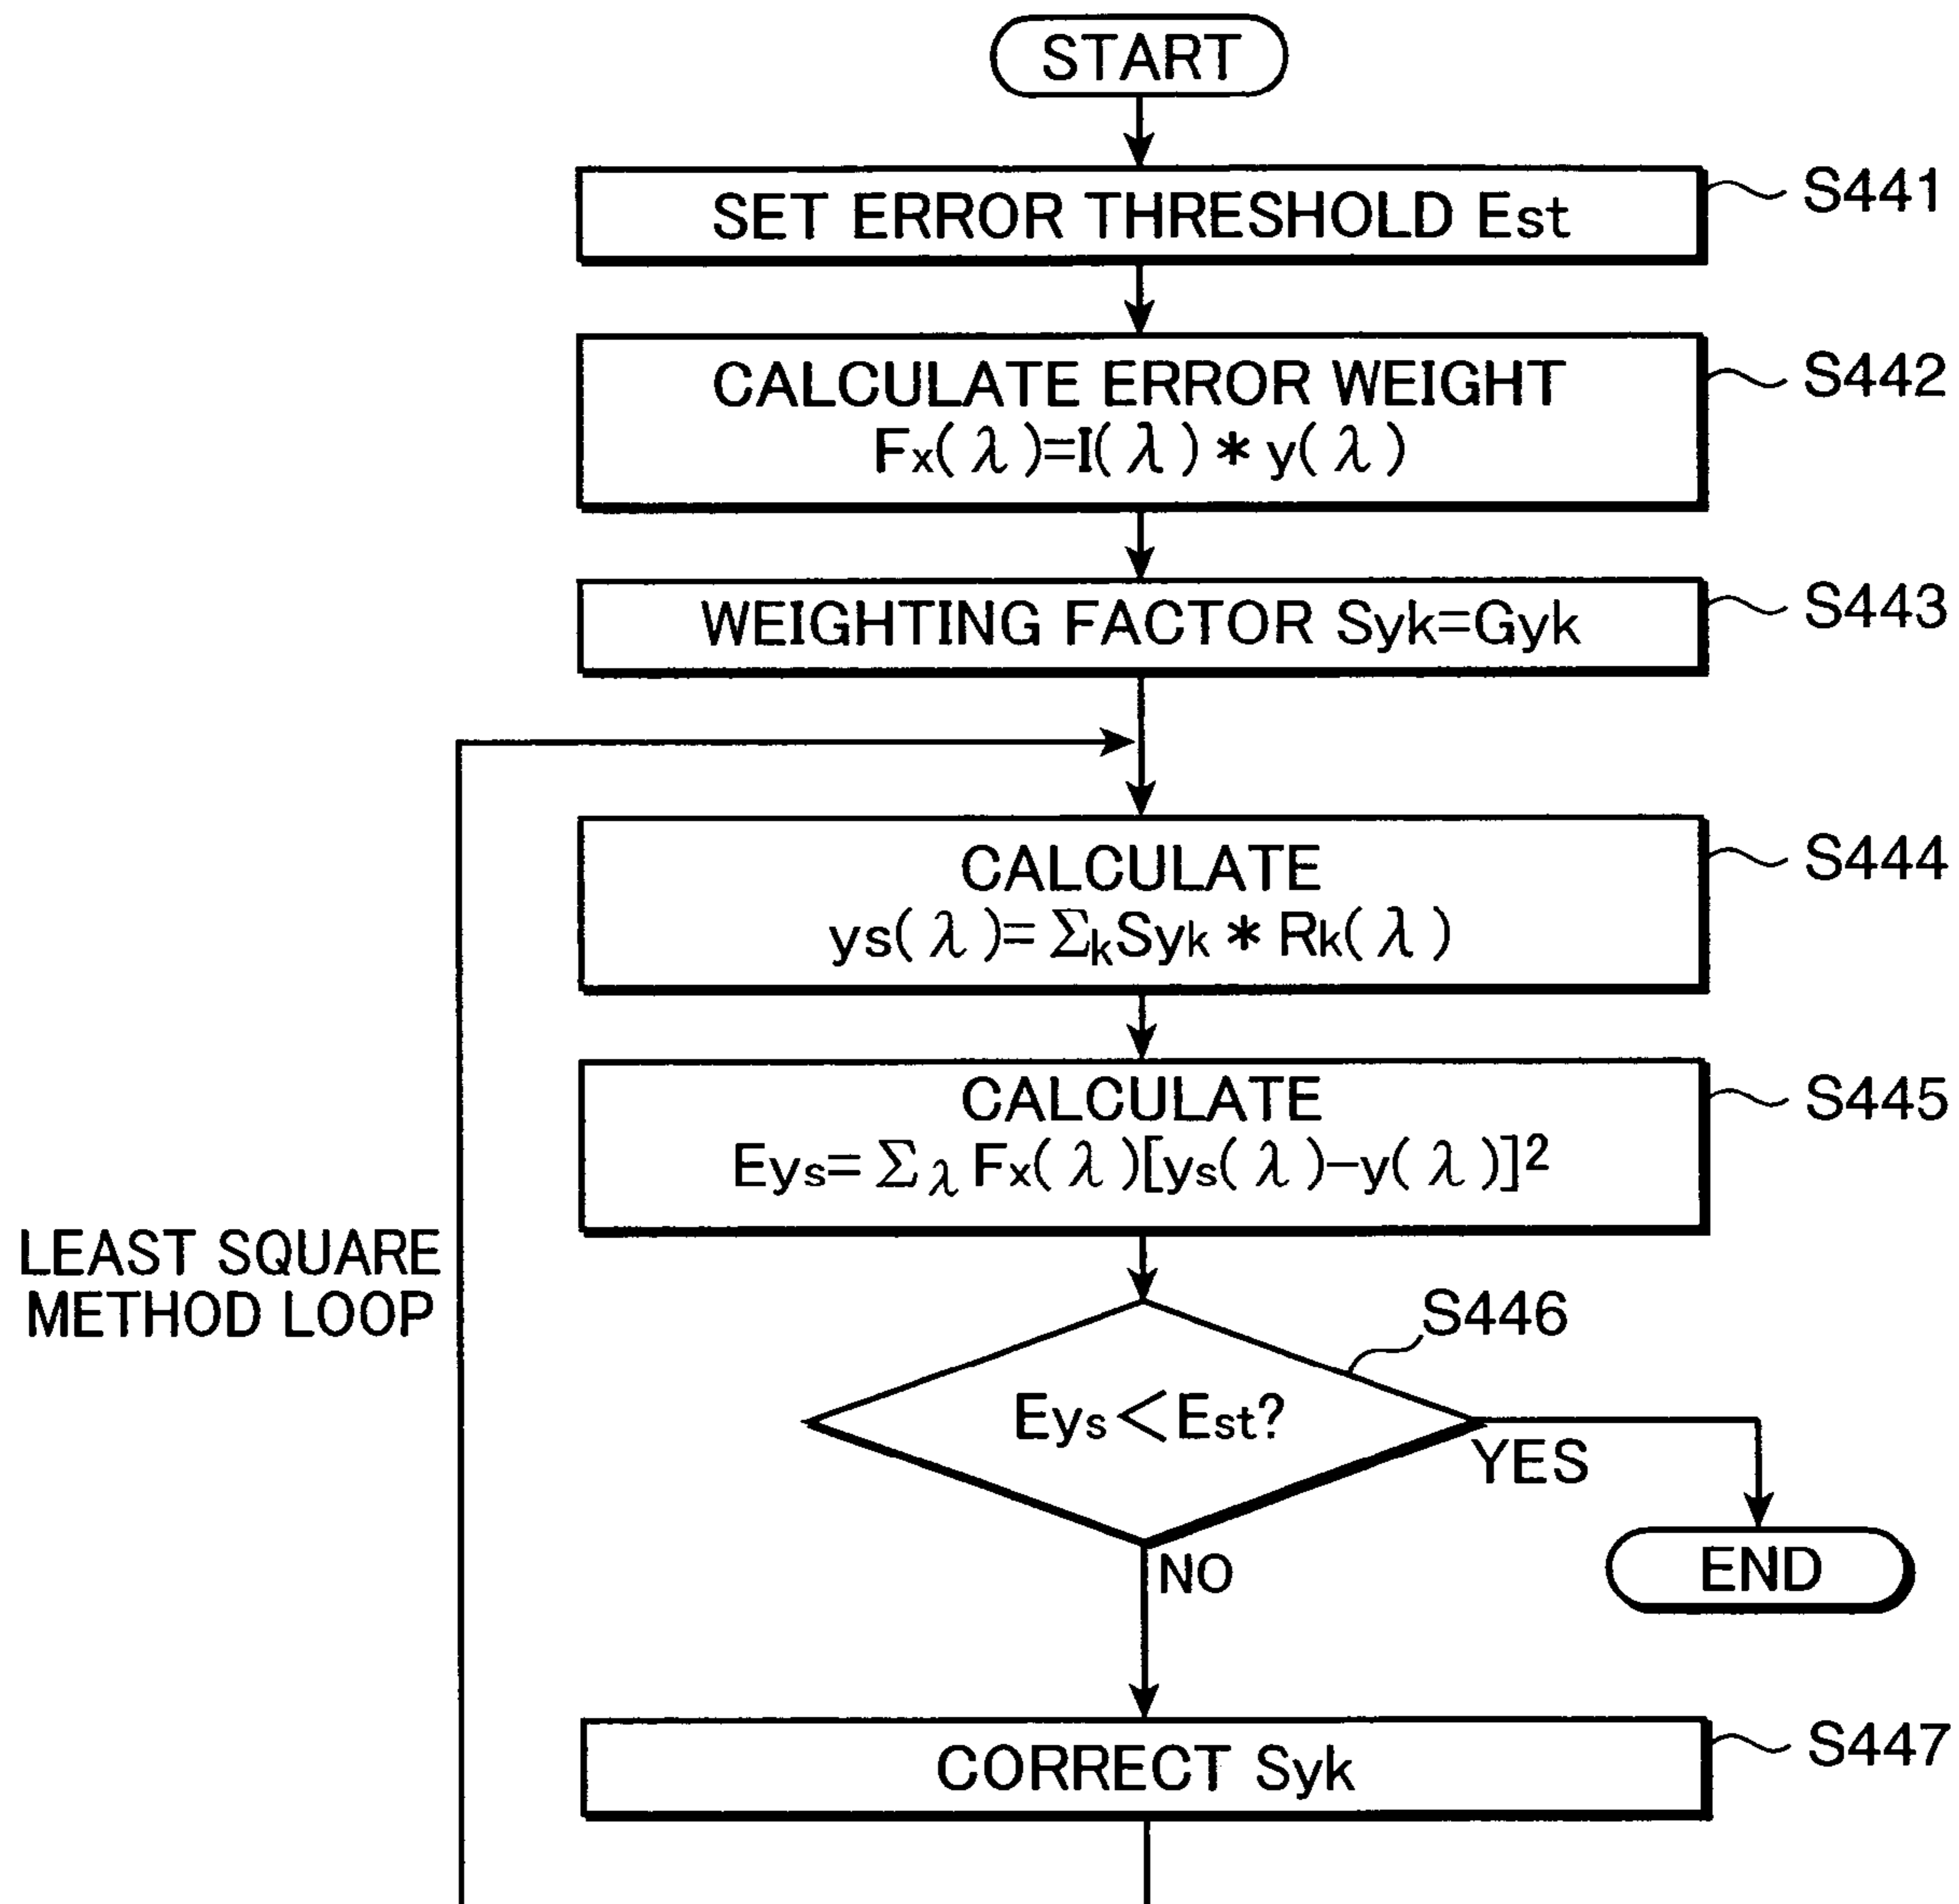 START
SET ERROR THRESHOLD Est
S441
CALCULATE ERROR WEIGHT
Fx(λ)=I(λ)*y(λ)
S442
WEIGHTING FACTOR Syk=Gyk
S443
CALCULATE
ys(λ)=ΣkSyk*Rk(λ)
S444
CALCULATE
Eys=ΣλFx(λ)[ys(λ)-y(λ)]²
S445
LEAST SQUARE
METHOD LOOP
S446
Eys<Est?
YES
END
NO
CORRECT Syk
S447